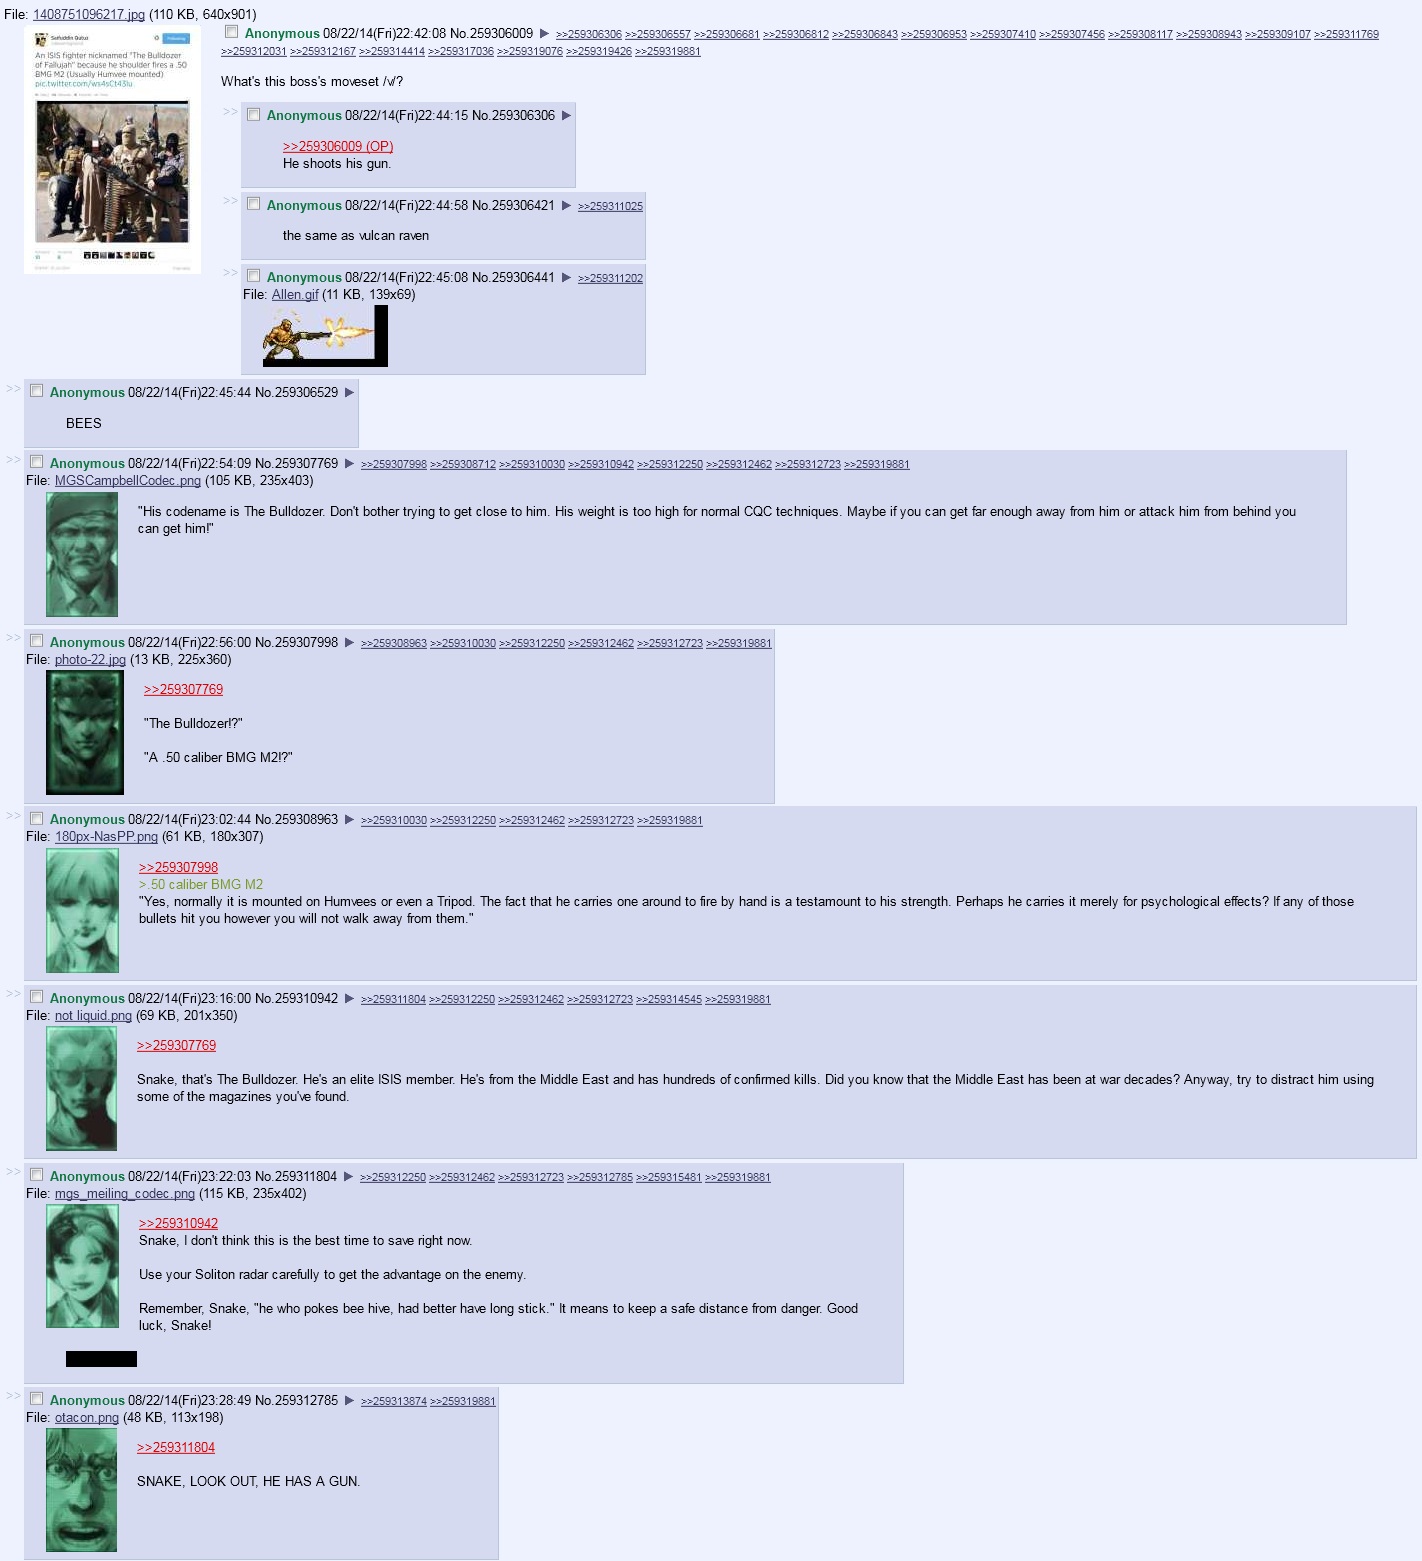 File: 1408751096217.jpg (110 KB, 640x901)
Saifuddin Qutuz
Following
An ISIS fighter nicknamed "The Bulldozer
of Fallujah" because he shoulder fires a .50
BMG M2 (Usually Humvee mounted)
pic.twitter.com/ws4sCt43lu
Anonymous 08/22/14(Fri)22:42:08 No.259306009 ▶ >>259306306 >>259306557 >>259306681 >>259306812 >>259306843 >>259306953 >>259307410 >>259307456 >>259308117 >>259308943 >>259309107 >>259311769
>>259312031 >>259312167 >>259314414 >>259317036 >>259319076 >>259319426 >>259319881
What's this boss's moveset /v/?
>> Anonymous 08/22/14(Fri)22:44:15 No.259306306 ▶
>>259306009 (OP)
He shoots his gun.
>> Anonymous 08/22/14(Fri)22:44:58 No.259306421 ▶ >>259311025
the same as vulcan raven
>> Anonymous 08/22/14(Fri)22:45:08 No.259306441 ▶ >>259311202
File: Allen.gif (11 KB, 139x69)
>> Anonymous 08/22/14(Fri)22:45:44 No.259306529 ▶
BEES
>> Anonymous 08/22/14(Fri)22:54:09 No.259307769 ▶ >>259307998 >>259308712 >>259310030 >>259310942 >>259312250 >>259312462 >>259312723 >>259319881
File: MGSCampbellCodec.png (105 KB, 235x403)
"His codename is The Bulldozer. Don't bother trying to get close to him. His weight is too high for normal CQC techniques. Maybe if you can get far enough away from him or attack him from behind you
can get him!"
>> Anonymous 08/22/14(Fri)22:56:00 No.259307998 ▶ >>259308963 >>259310030 >>259312250 >>259312462 >>259312723 >>259319881
File: photo-22.jpg (13 KB, 225x360)
>>259307769
"The Bulldozer!?"
"A .50 caliber BMG M2!?"
>> Anonymous 08/22/14(Fri)23:02:44 No.259308963 ▶ >>259310030 >>259312250 >>259312462 >>259312723 >>259319881
File: 180px-NasPP.png (61 KB, 180x307)
>>259307998
>.50 caliber BMG M2
"Yes, normally it is mounted on Humvees or even a Tripod. The fact that he carries one around to fire by hand is a testamount to his strength. Perhaps he carries it merely for psychological effects? If any of those
bullets hit you however you will not walk away from them."
>> Anonymous 08/22/14(Fri)23:16:00 No.259310942 ▶ >>259311804 >>259312250 >>259312462 >>259312723 >>259314545 >>259319881
File: not liquid.png (69 KB, 201x350)
>>259307769
Snake, that's The Bulldozer. He's an elite ISIS member. He's from the Middle East and has hundreds of confirmed kills. Did you know that the Middle East has been at war decades? Anyway, try to distract him using
some of the magazines you've found.
>> Anonymous 08/22/14(Fri)23:22:03 No.259311804 ▶ >>259312250 >>259312462 >>259312723 >>259312785 >>259315481 >>259319881
File: mgs_meiling_codec.png (115 KB, 235x402)
>>259310942
Snake, I don't think this is the best time to save right now.
Use your Soliton radar carefully to get the advantage on the enemy.
Remember, Snake, "he who pokes bee hive, had better have long stick." It means to keep a safe distance from danger. Good
luck, Snake!
>> Anonymous 08/22/14(Fri)23:28:49 No.259312785 ▶ >>259313874 >>259319881
File: otacon.png (48 KB, 113x198)
>>259311804
SNAKE, LOOK OUT, HE HAS A GUN.